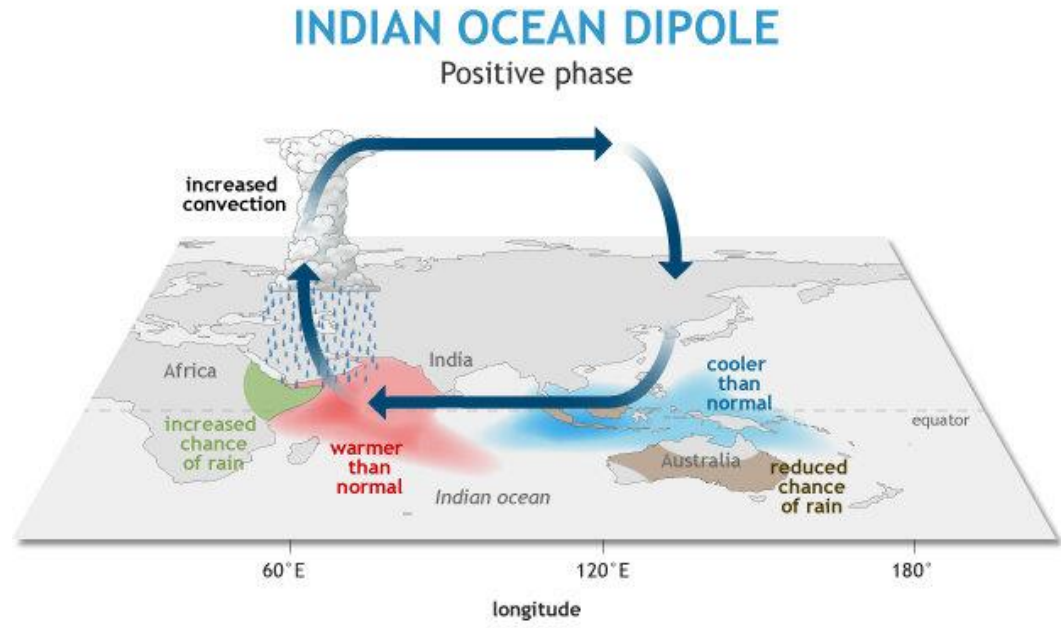 INDIAN OCEAN DIPOLE
Positive phase
increased
convection
Africa
India
cooler
than
normal
equator
increased
chance
of rain
warmer
than
normal
Australia
reduced
chance
of rain
Indian ocean
60°E
120°E
180°
longitude